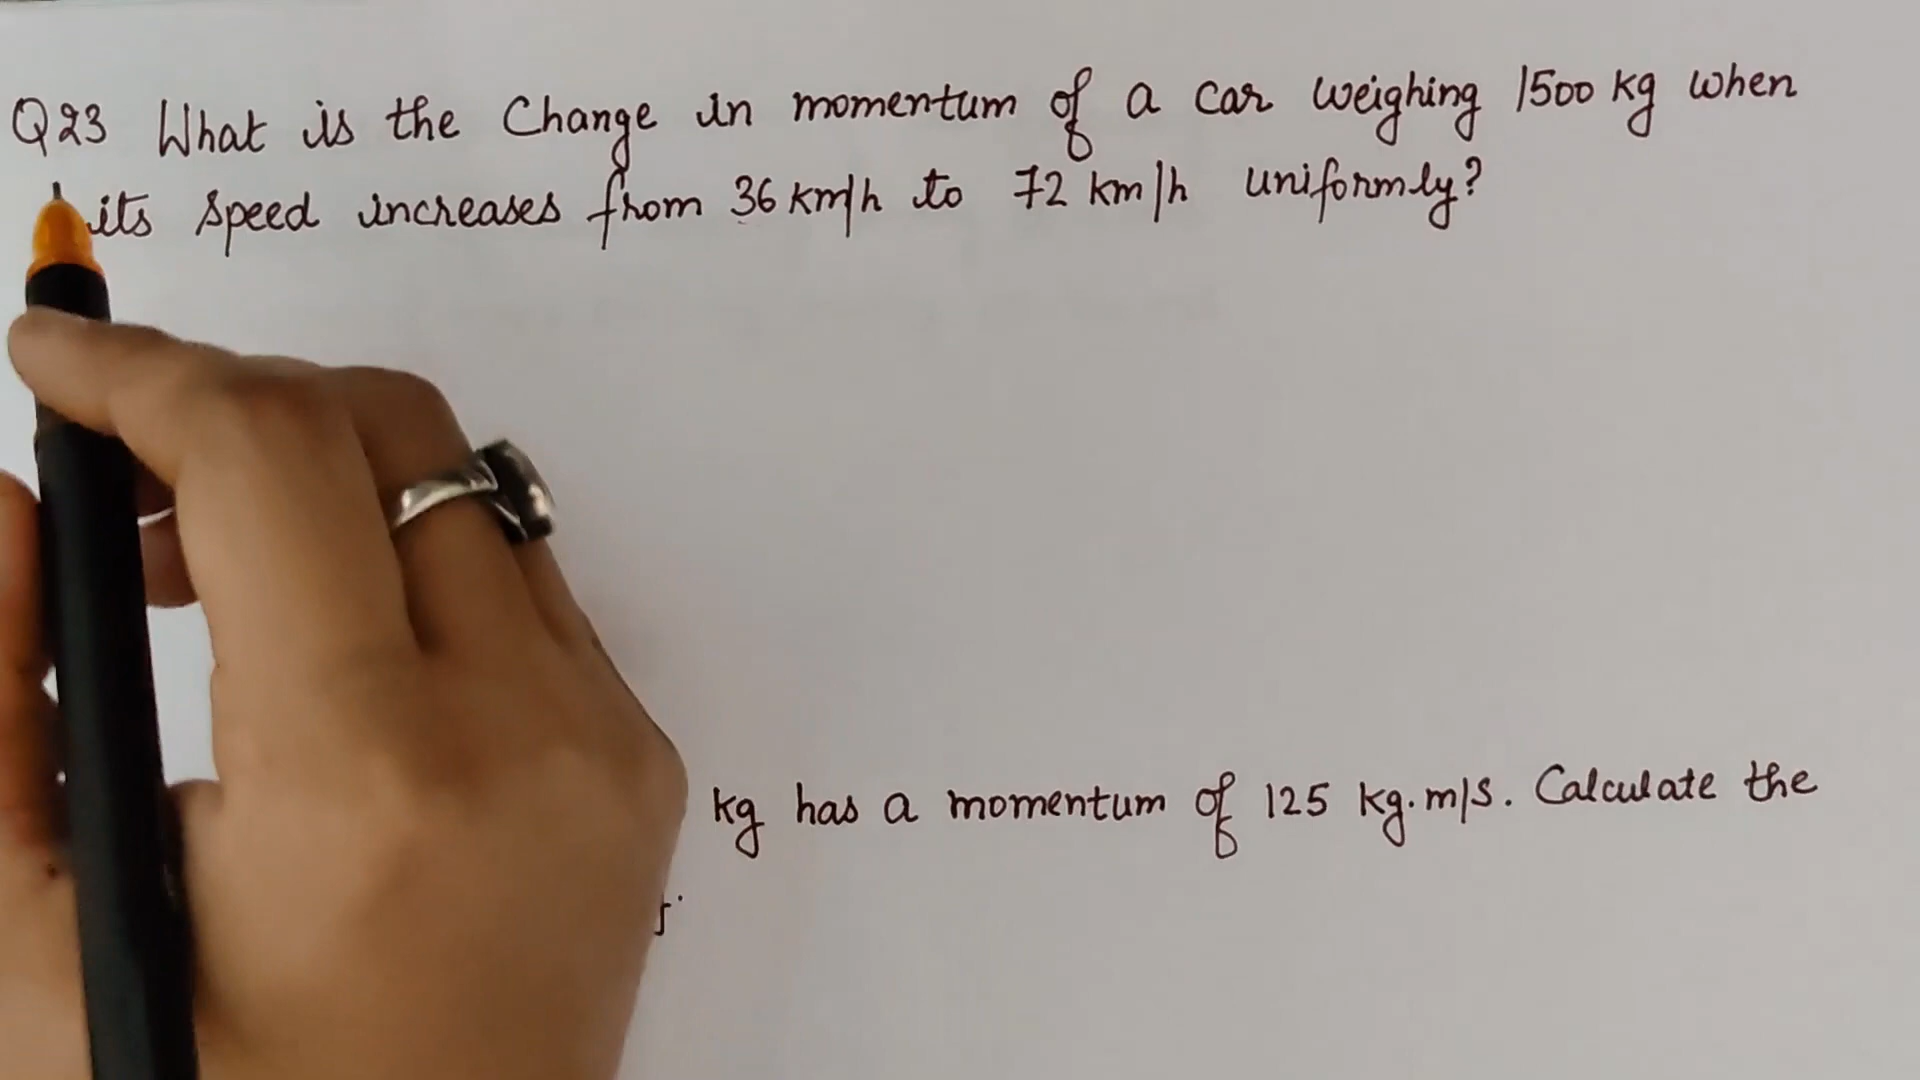 Q23 What is the Change in momentum of a car weighing 1500 kg when
its speed increases from 36 km/h to 72 km/h uniformly?
kg has a momentum of 125 kg.m/s. Calculate the